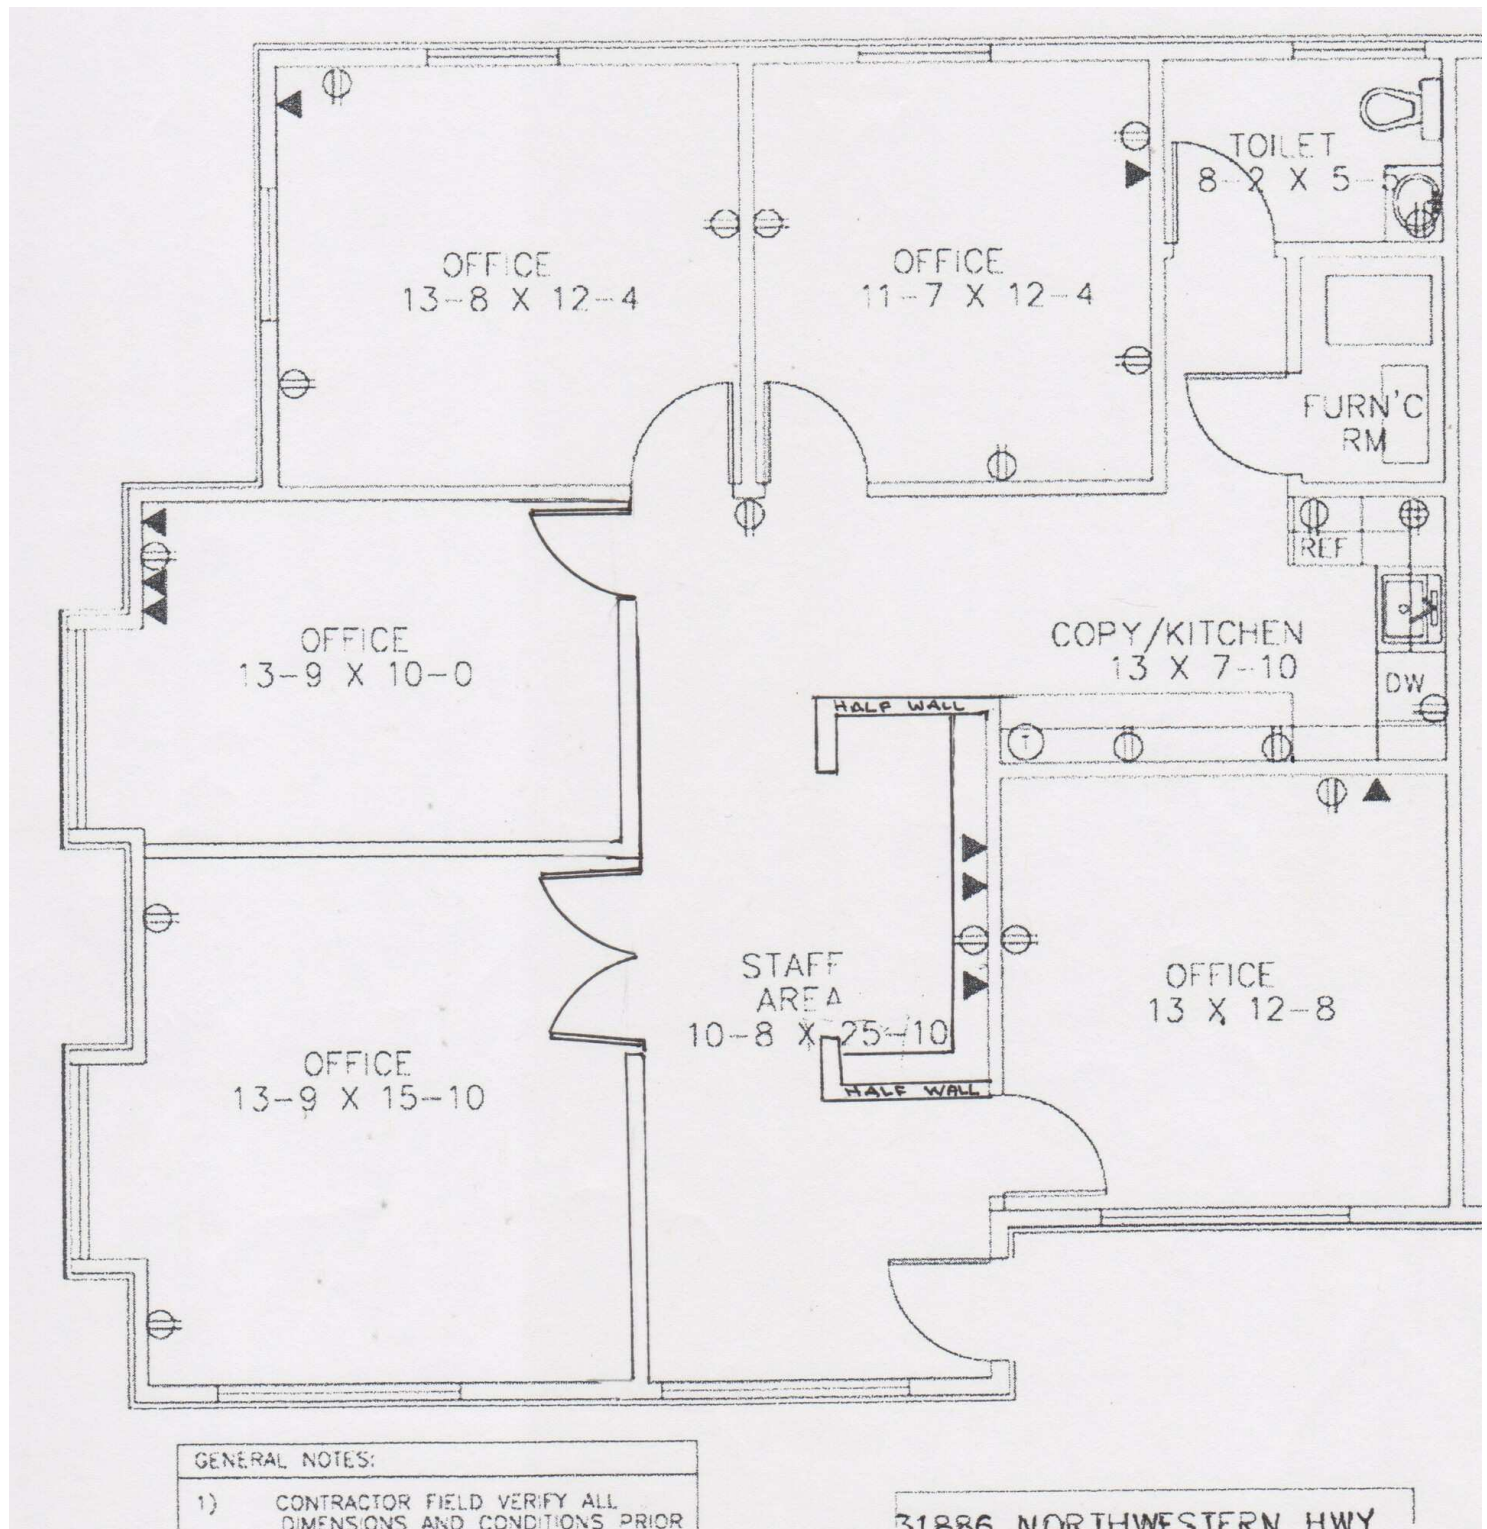 TOILET
8-2 X 5-5
OFFICE
13-8 X 12-4
OFFICE
11-7 X 12-4
FURN'C
RM
REF
OFFICE
13-9 X 10-0
COPY/KITCHEN
13 X 7-10
DW
HALF WALL
T
STAFF
AREA
10-8 X 25-10
OFFICE
13 X 12-8
OFFICE
13-9 X 15-10
HALF WALL
GENERAL NOTES:
1) CONTRACTOR FIELD VERIFY ALL
DIMENSIONS AND CONDITIONS PRIOR
31886 NORTHWESTERN HWY